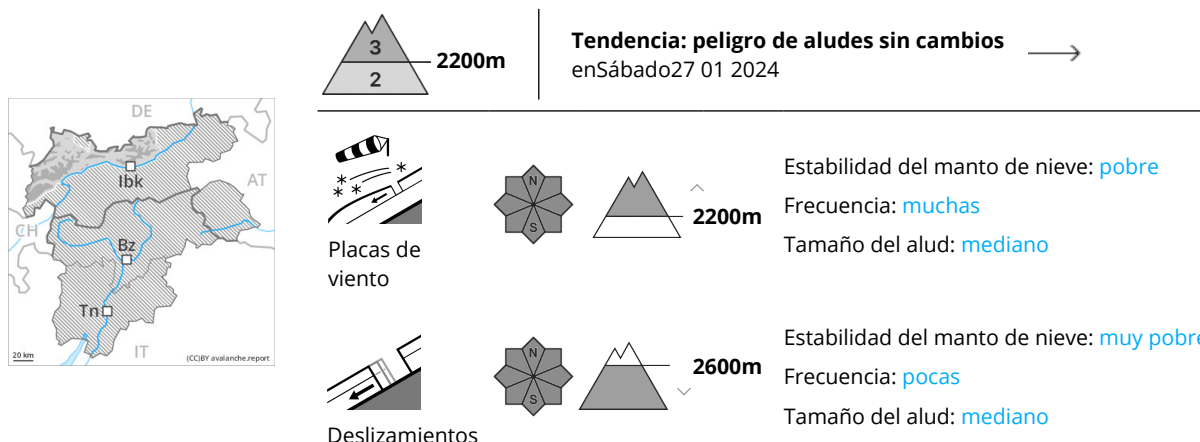 3
2
2200m
Tendencia: peligro de aludes sin cambios
enSábado27 01 2024
DE
Ibk
AT
CH
Bz
Tn
IT
20 km
(CC)BY avalanche.report
N
S
2200m
Placas de
viento
Estabilidad del manto de nieve: pobre
Frecuencia: muchas
Tamaño del alud: mediano
N
S
2600m
Deslizamientos
Estabilidad del manto de nieve: muy pobre
Frecuencia: pocas
Tamaño del alud: mediano